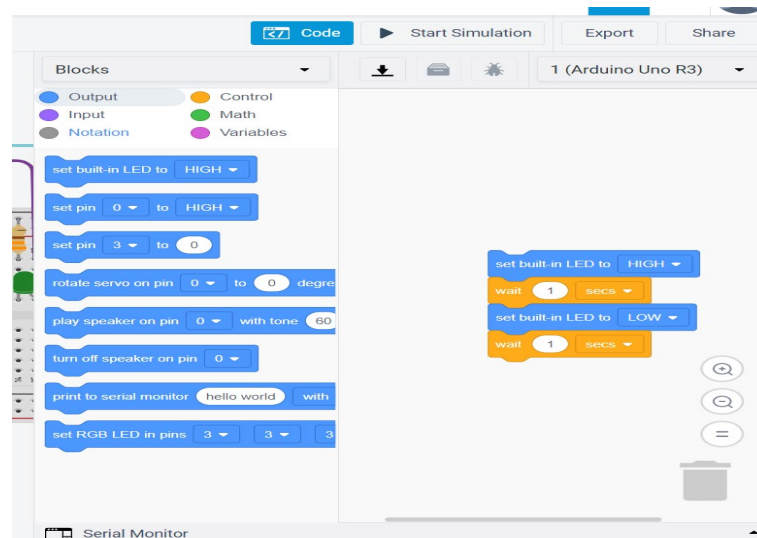 Code
Start Simulation
Export
Share
Blocks
1 (Arduino Uno R3)
Output
Control
Input
Math
Notation
Variables
set built-in LED to HIGH
set pin 0 to HIGH
set pin 3 to 0
rotate servo on pin 0 to 0 degre
play speaker on pin 0 with tone 60
turn off speaker on pin 0
print to serial monitor hello world with
set RGB LED in pins 3 3 3
set built-in LED to HIGH
wait 1 secs
set built-in LED to LOW
wait 1 secs
Serial Monitor